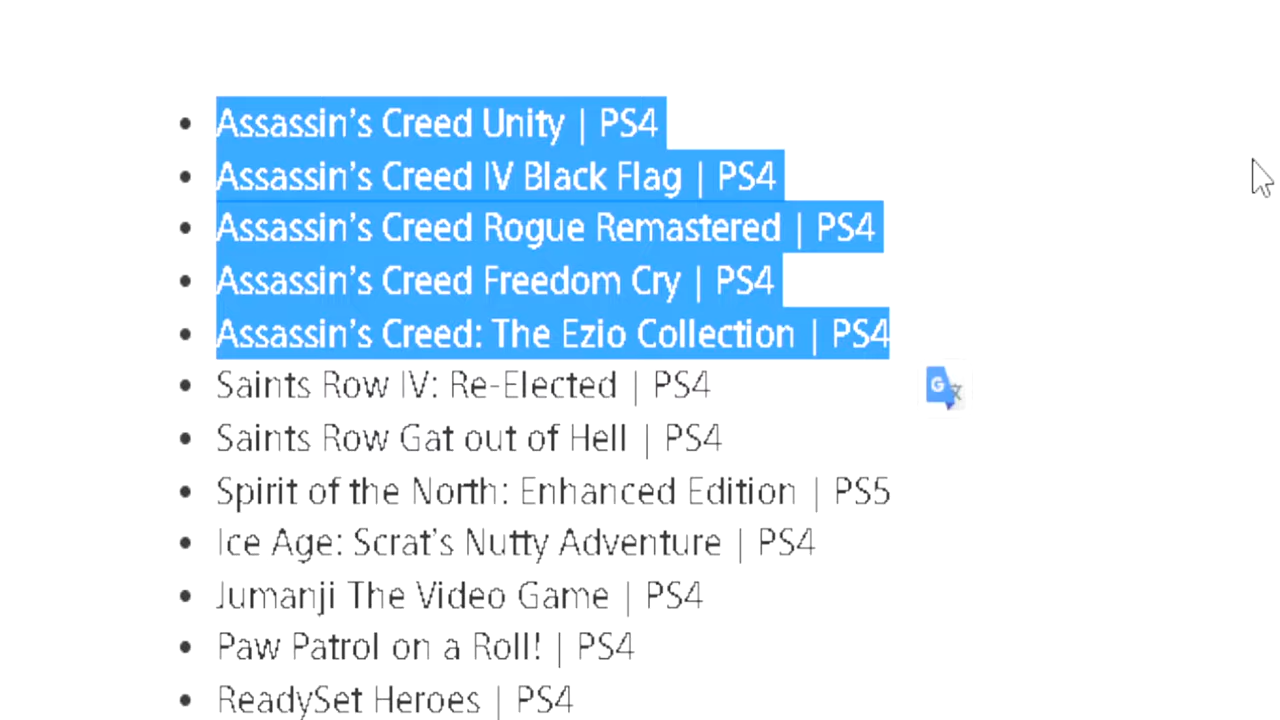 Assassin’s Creed Unity | PS4
Assassin’s Creed IV Black Flag | PS4
Assassin’s Creed Rogue Remastered | PS4
Assassin’s Creed Freedom Cry | PS4
Assassin’s Creed: The Ezio Collection | PS4
Saints Row IV: Re-Elected | PS4
Saints Row Gat out of Hell | PS4
Spirit of the North: Enhanced Edition | PS5
Ice Age: Scrat’s Nutty Adventure | PS4
Jumanji The Video Game | PS4
Paw Patrol on a Roll! | PS4
ReadySet Heroes | PS4